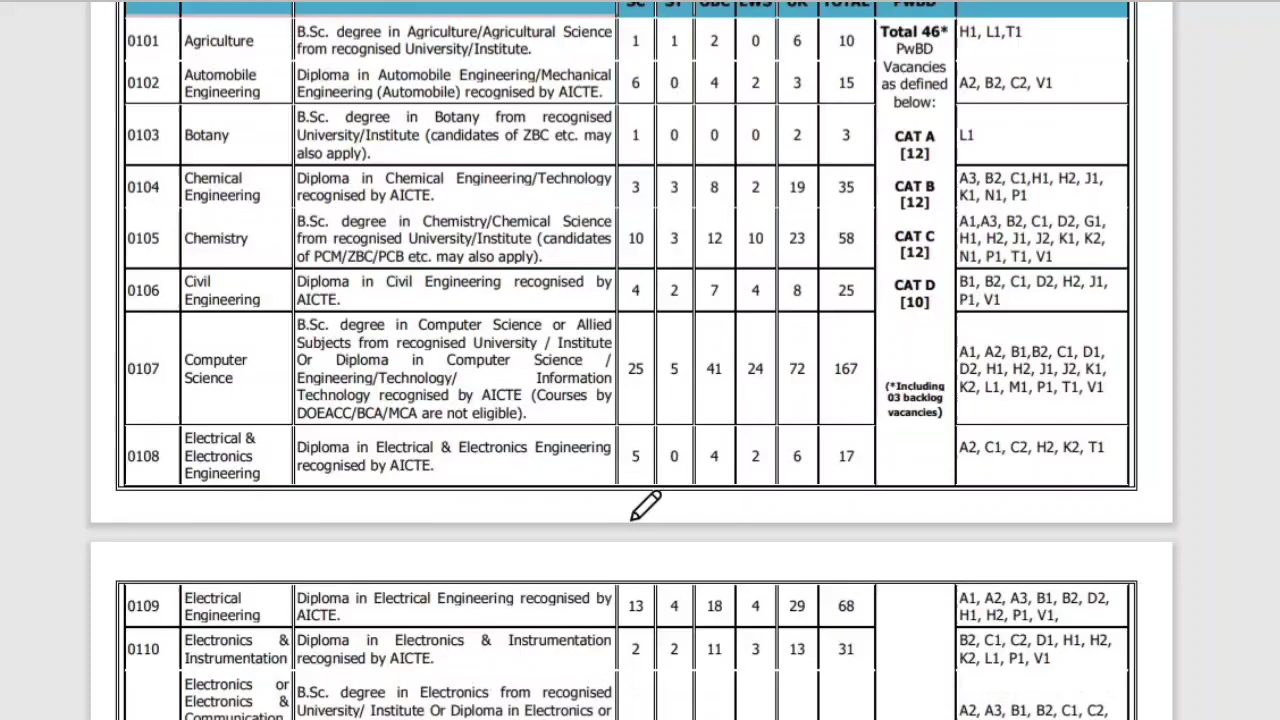 SC ST OBC EWS UR TOTAL PwBD
0101 Agriculture B.Sc. degree in Agriculture/Agricultural Science from recognised University/Institute. 1 1 2 0 6 10 H1, L1,T1
Total 46*
PwBD
Vacancies
as defined
below:
0102 Automobile Engineering Diploma in Automobile Engineering/Mechanical Engineering (Automobile) recognised by AICTE. 6 0 4 2 3 15 A2, B2, C2, V1
0103 Botany B.Sc. degree in Botany from recognised University/Institute (candidates of ZBC etc. may also apply). 1 0 0 0 2 3 L1
CAT A
[12]
0104 Chemical Engineering Diploma in Chemical Engineering/Technology recognised by AICTE. 3 3 8 2 19 35 A3, B2, C1,H1, H2, J1, K1, N1, P1
CAT B
[12]
0105 Chemistry B.Sc. degree in Chemistry/Chemical Science from recognised University/Institute (candidates of PCM/ZBC/PCB etc. may also apply). 10 3 12 10 23 58 A1,A3, B2, C1, D2, G1, H1, H2, J1, J2, K1, K2, N1, P1, T1, V1
CAT C
[12]
0106 Civil Engineering Diploma in Civil Engineering recognised by AICTE. 4 2 7 4 8 25 B1, B2, C1, D2, H2, J1, P1, V1
CAT D
[10]
0107 Computer Science B.Sc. degree in Computer Science or Allied Subjects from recognised University / Institute Or Diploma in Computer Science / Engineering/Technology/ Information Technology recognised by AICTE (Courses by DOEACC/BCA/MCA are not eligible). 25 5 41 24 72 167 A1, A2, B1,B2, C1, D1, D2, H1, H2, J1, J2, K1, K2, L1, M1, P1, T1, V1
(*Including
03 backlog
vacancies)
0108 Electrical & Electronics Engineering Diploma in Electrical & Electronics Engineering recognised by AICTE. 5 0 4 2 6 17 A2, C1, C2, H2, K2, T1
0109 Electrical Engineering Diploma in Electrical Engineering recognised by AICTE. 13 4 18 4 29 68 A1, A2, A3, B1, B2, D2, H1, H2, P1, V1,
0110 Electronics & Instrumentation Diploma in Electronics & Instrumentation recognised by AICTE. 2 2 11 3 13 31 B2, C1, C2, D1, H1, H2, K2, L1, P1, V1
Electronics or Electronics & Communication B.Sc. degree in Electronics from recognised University/ Institute Or Diploma in Electronics or A2, A3, B1, B2, C1, C2,